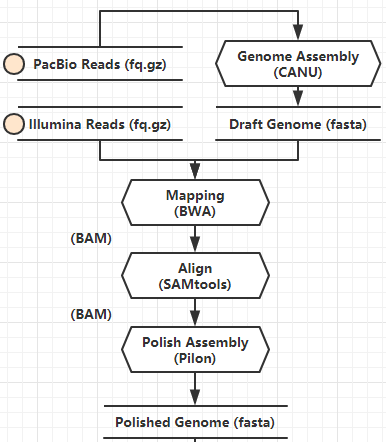 PacBio Reads (fq.gz)
Genome Assembly
(CANU)
Illumina Reads (fq.gz)
Draft Genome (fasta)
Mapping
(BWA)
(BAM)
Align
(SAMtools)
(BAM)
Polish Assembly
(Pilon)
Polished Genome (fasta)